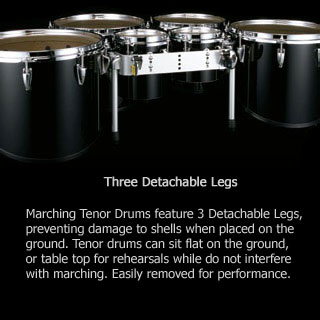 Three Detachable Legs
Marching Tenor Drums feature 3 Detachable Legs,
preventing damage to shells when placed on the
ground. Tenor drums can sit flat on the ground,
or table top for rehearsals while do not interfere
with marching. Easily removed for performance.